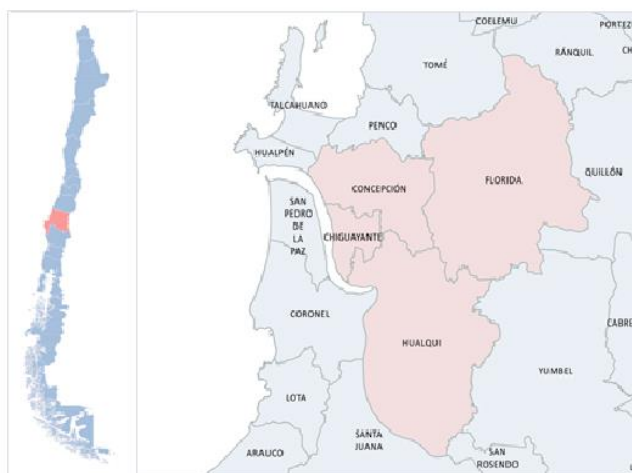 COELEMU
PORTEZ
RÁNQUIL
CH
TOMÉ
TALCAHUANO
PENCO
HUALPÉN
QUILLÓN
CONCEPCIÓN
FLORIDA
SAN
PEDRO
DE
LA
PAZ
CHIGUAYANTE
CORONEL
CABRE
HUALQUI
YUMBEL
LOTA
SANTA
JUANA
ARAUCO
SAN
ROSENDO